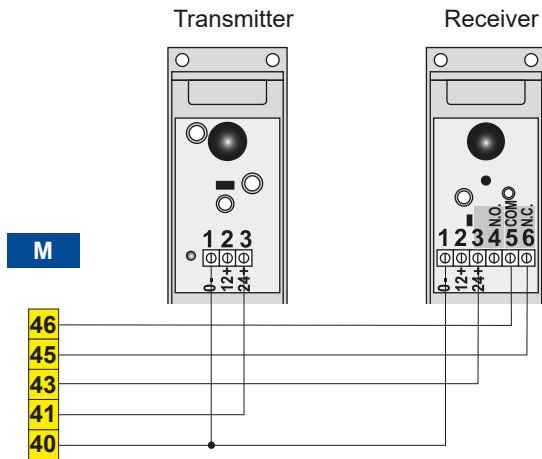 Transmitter Receiver
M
1 2 3
0- 12+ 24+
1 2 3 4 5 6
0- 12+ 24+ N.O. COM N.C.
46
45
43
41
40